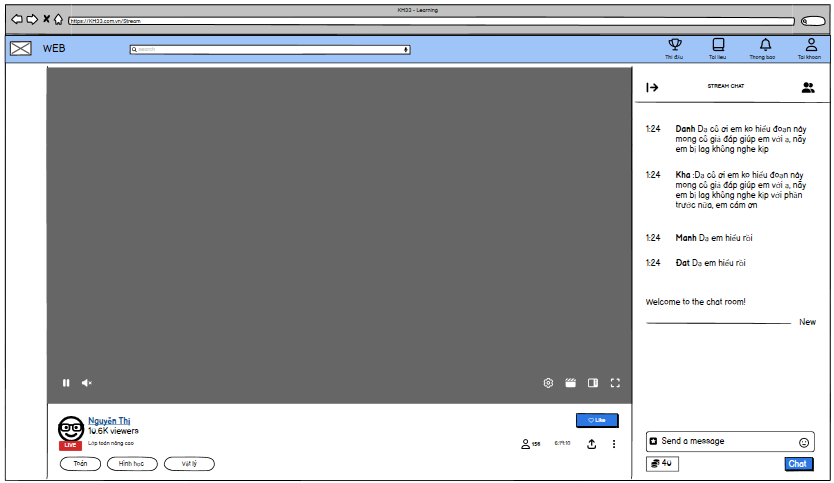 KH33 - Learning
https://KH33.com.vn/Stream
WEB
search
Thi đấu
Tài liệu
Thông báo
Tài khoản
STREAM CHAT
1:24 Danh Dạ cô ơi em ko hiểu đoạn này
mong cô giả đáp giúp em với ạ, nãy
em bị lag không nghe kịp
1:24 Kha :Dạ cô ơi em ko hiểu đoạn này
mong cô giả đáp giúp em với ạ, nãy
em bị lag không nghe kịp với phần
trước nữa, em cảm ơn
1:24 Manh Dạ em hiểu rồi
1:24 Đạt Dạ em hiểu rồi
Welcome to the chat room!
New
Nguyễn Thị
10.6K viewers
LIVE
Lớp toán nâng cao
Like
156
6:19:10
Toán
Hình học
Vật lý
Send a message
40
Chat